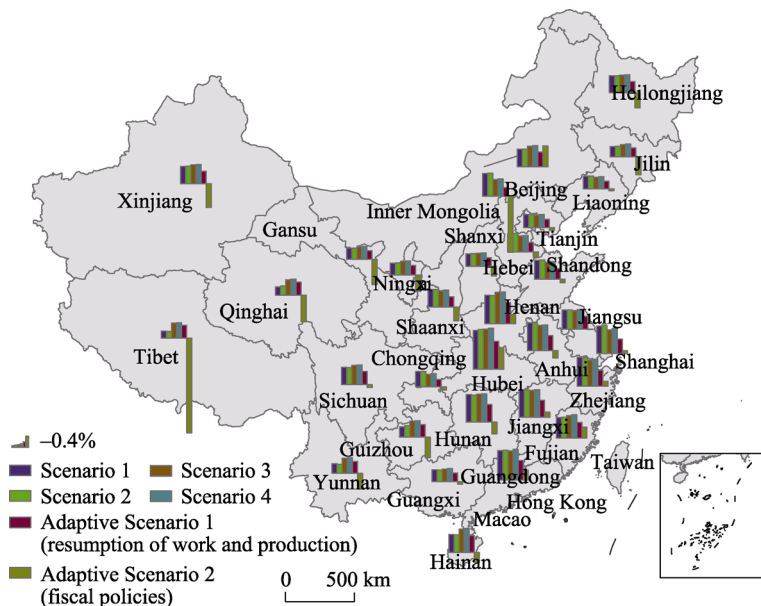 Heilongjiang
Jilin
Xinjiang
Beijing
Liaoning
Inner Mongolia
Gansu
Shanxi
Tianjin
Hebei
Shandong
Ningxi
Qinghai
Henan
Shaanxi
Jiangsu
Tibet
Chongqing
Anhui
Shanghai
Hubei
Sichuan
Zhejiang
Jiangxi
Hunan
–0.4%
Guizhou
Fujian
Taiwan
Scenario 1
Scenario 3
Yunnan
Guangdong
Scenario 2
Scenario 4
Guangxi
Hong Kong
Macao
Adaptive Scenario 1
(resumption of work and production)
Hainan
Adaptive Scenario 2
(fiscal policies)
0 500 km